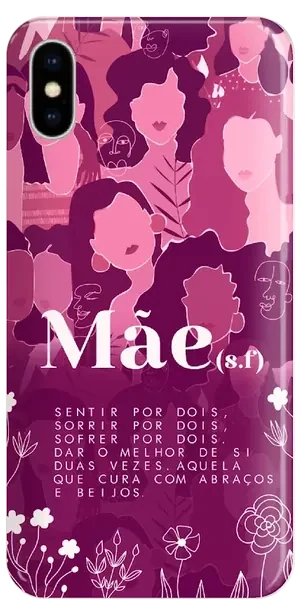 Mãe(s.f)
SENTIR POR DOIS,
SORRIR POR DOIS,
SOFRER POR DOIS.
DAR O MELHOR DE SI
DUAS VEZES. AQUELA
QUE CURA COM ABRAÇOS
E BEIJOS.